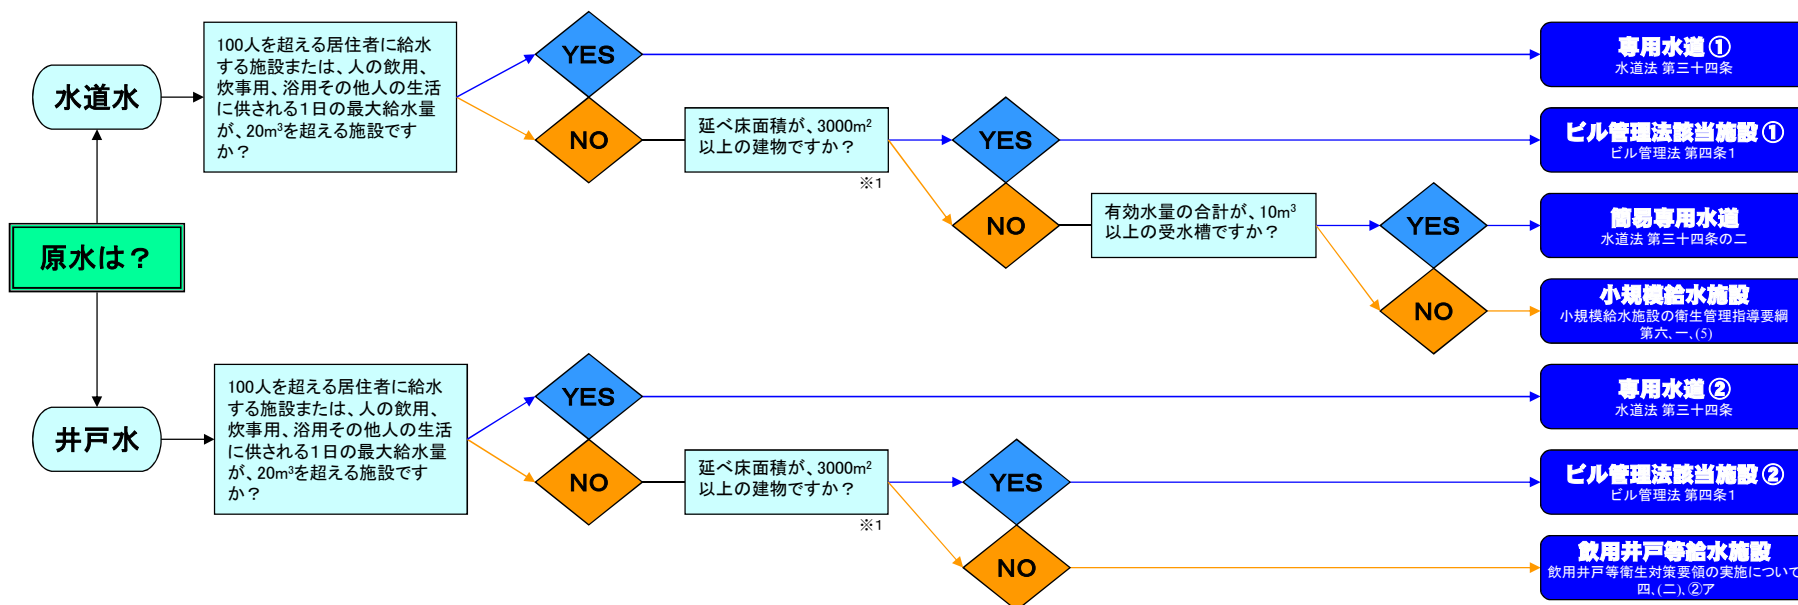 水道水
100人を超える居住者に給水
する施設または、人の飲用、
炊事用、浴用その他人の生活
に供される1日の最大給水量
が、20m³を超える施設です
か？
YES
専用水道①
水道法 第三十四条
NO
延べ床面積が、3000m²
以上の建物ですか？
※1
YES
ビル管理法該当施設①
ビル管理法 第四条1
NO
有効水量の合計が、10m³
以上の受水槽ですか？
YES
簡易専用水道
水道法 第三十四条の二
NO
小規模給水施設
小規模給水施設の衛生管理指導要綱
第六、一、(5)
原水は？
井戸水
100人を超える居住者に給水
する施設または、人の飲用、
炊事用、浴用その他人の生活
に供される1日の最大給水量
が、20m³を超える施設です
か？
YES
専用水道②
水道法 第三十四条
NO
延べ床面積が、3000m²
以上の建物ですか？
※1
YES
ビル管理法該当施設②
ビル管理法 第四条1
NO
飲用井戸等給水施設
飲用井戸等衛生対策要領の実施について
四、(二)、②ア